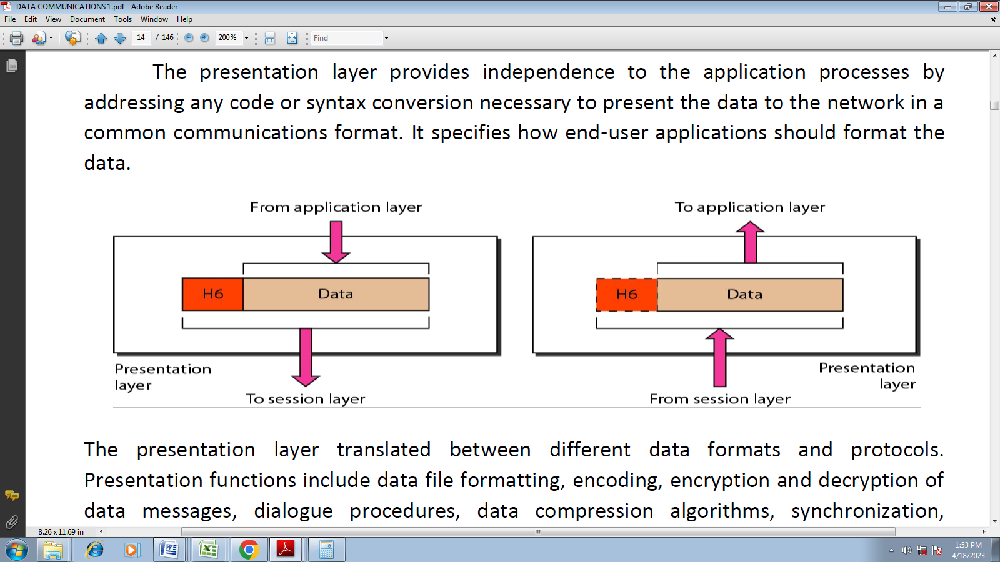 DATA COMMUNICATIONS 1.pdf - Adobe Reader
File Edit View Document Tools Window Help
14 / 146 200% Find
The presentation layer provides independence to the application processes by
addressing any code or syntax conversion necessary to present the data to the network in a
common communications format. It specifies how end-user applications should format the
data.
From application layer
To application layer
H6 Data
H6 Data
Presentation
layer
Presentation
layer
To session layer
From session layer
The presentation layer translated between different data formats and protocols.
Presentation functions include data file formatting, encoding, encryption and decryption of
data messages, dialogue procedures, data compression algorithms, synchronization,
8.26 x 11.69 in
1:53 PM
4/18/2023